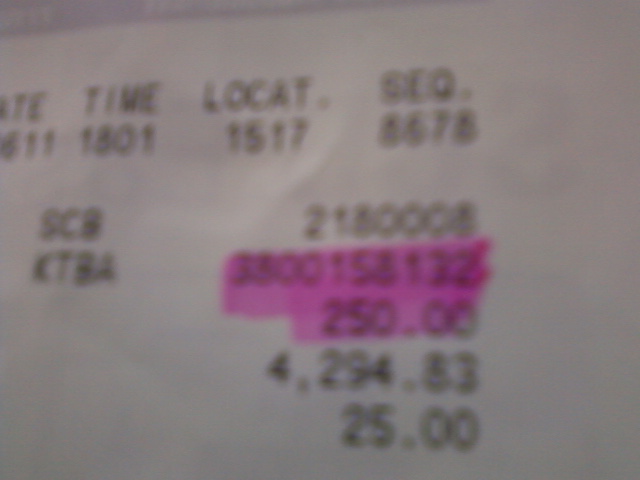 ATE TIME LOCAT. SEQ.
611 1801 1517 8678
SCB 2180008
KTBA 3800158132
250.00
4,294.83
25.00